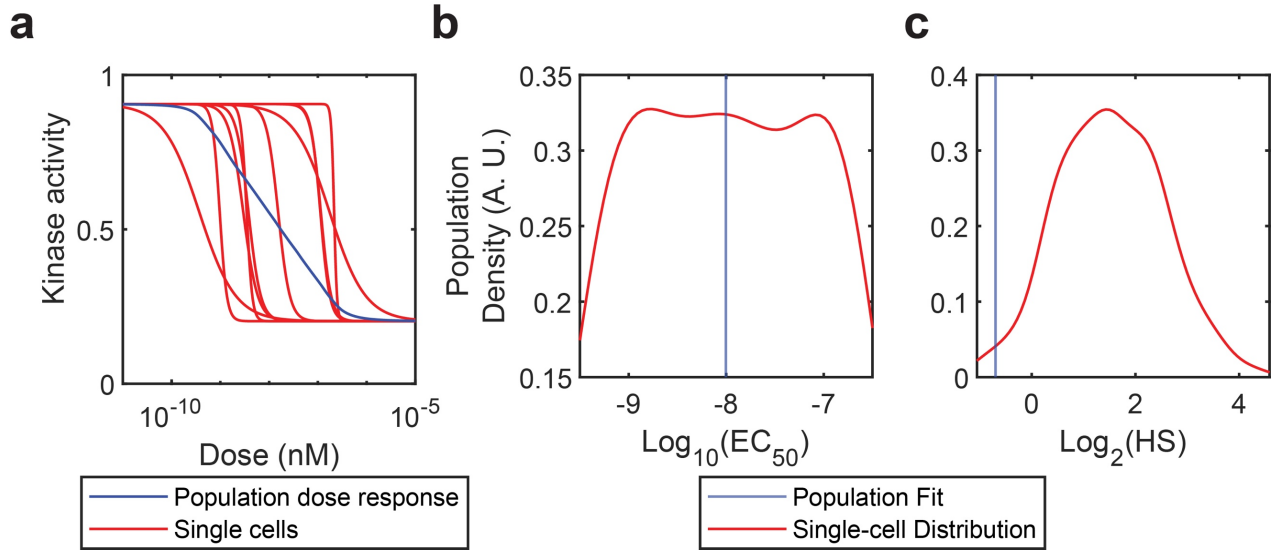 a
1
0.5
0
Kinase activity
10-10
10-5
Dose (nM)
Population dose response
Single cells
b
0.35
0.3
0.25
0.2
0.15
Population
Density (A. U.)
-9
-8
-7
Log10(EC50)
c
0.4
0.3
0.2
0.1
0
0
2
4
Log2(HS)
Population Fit
Single-cell Distribution